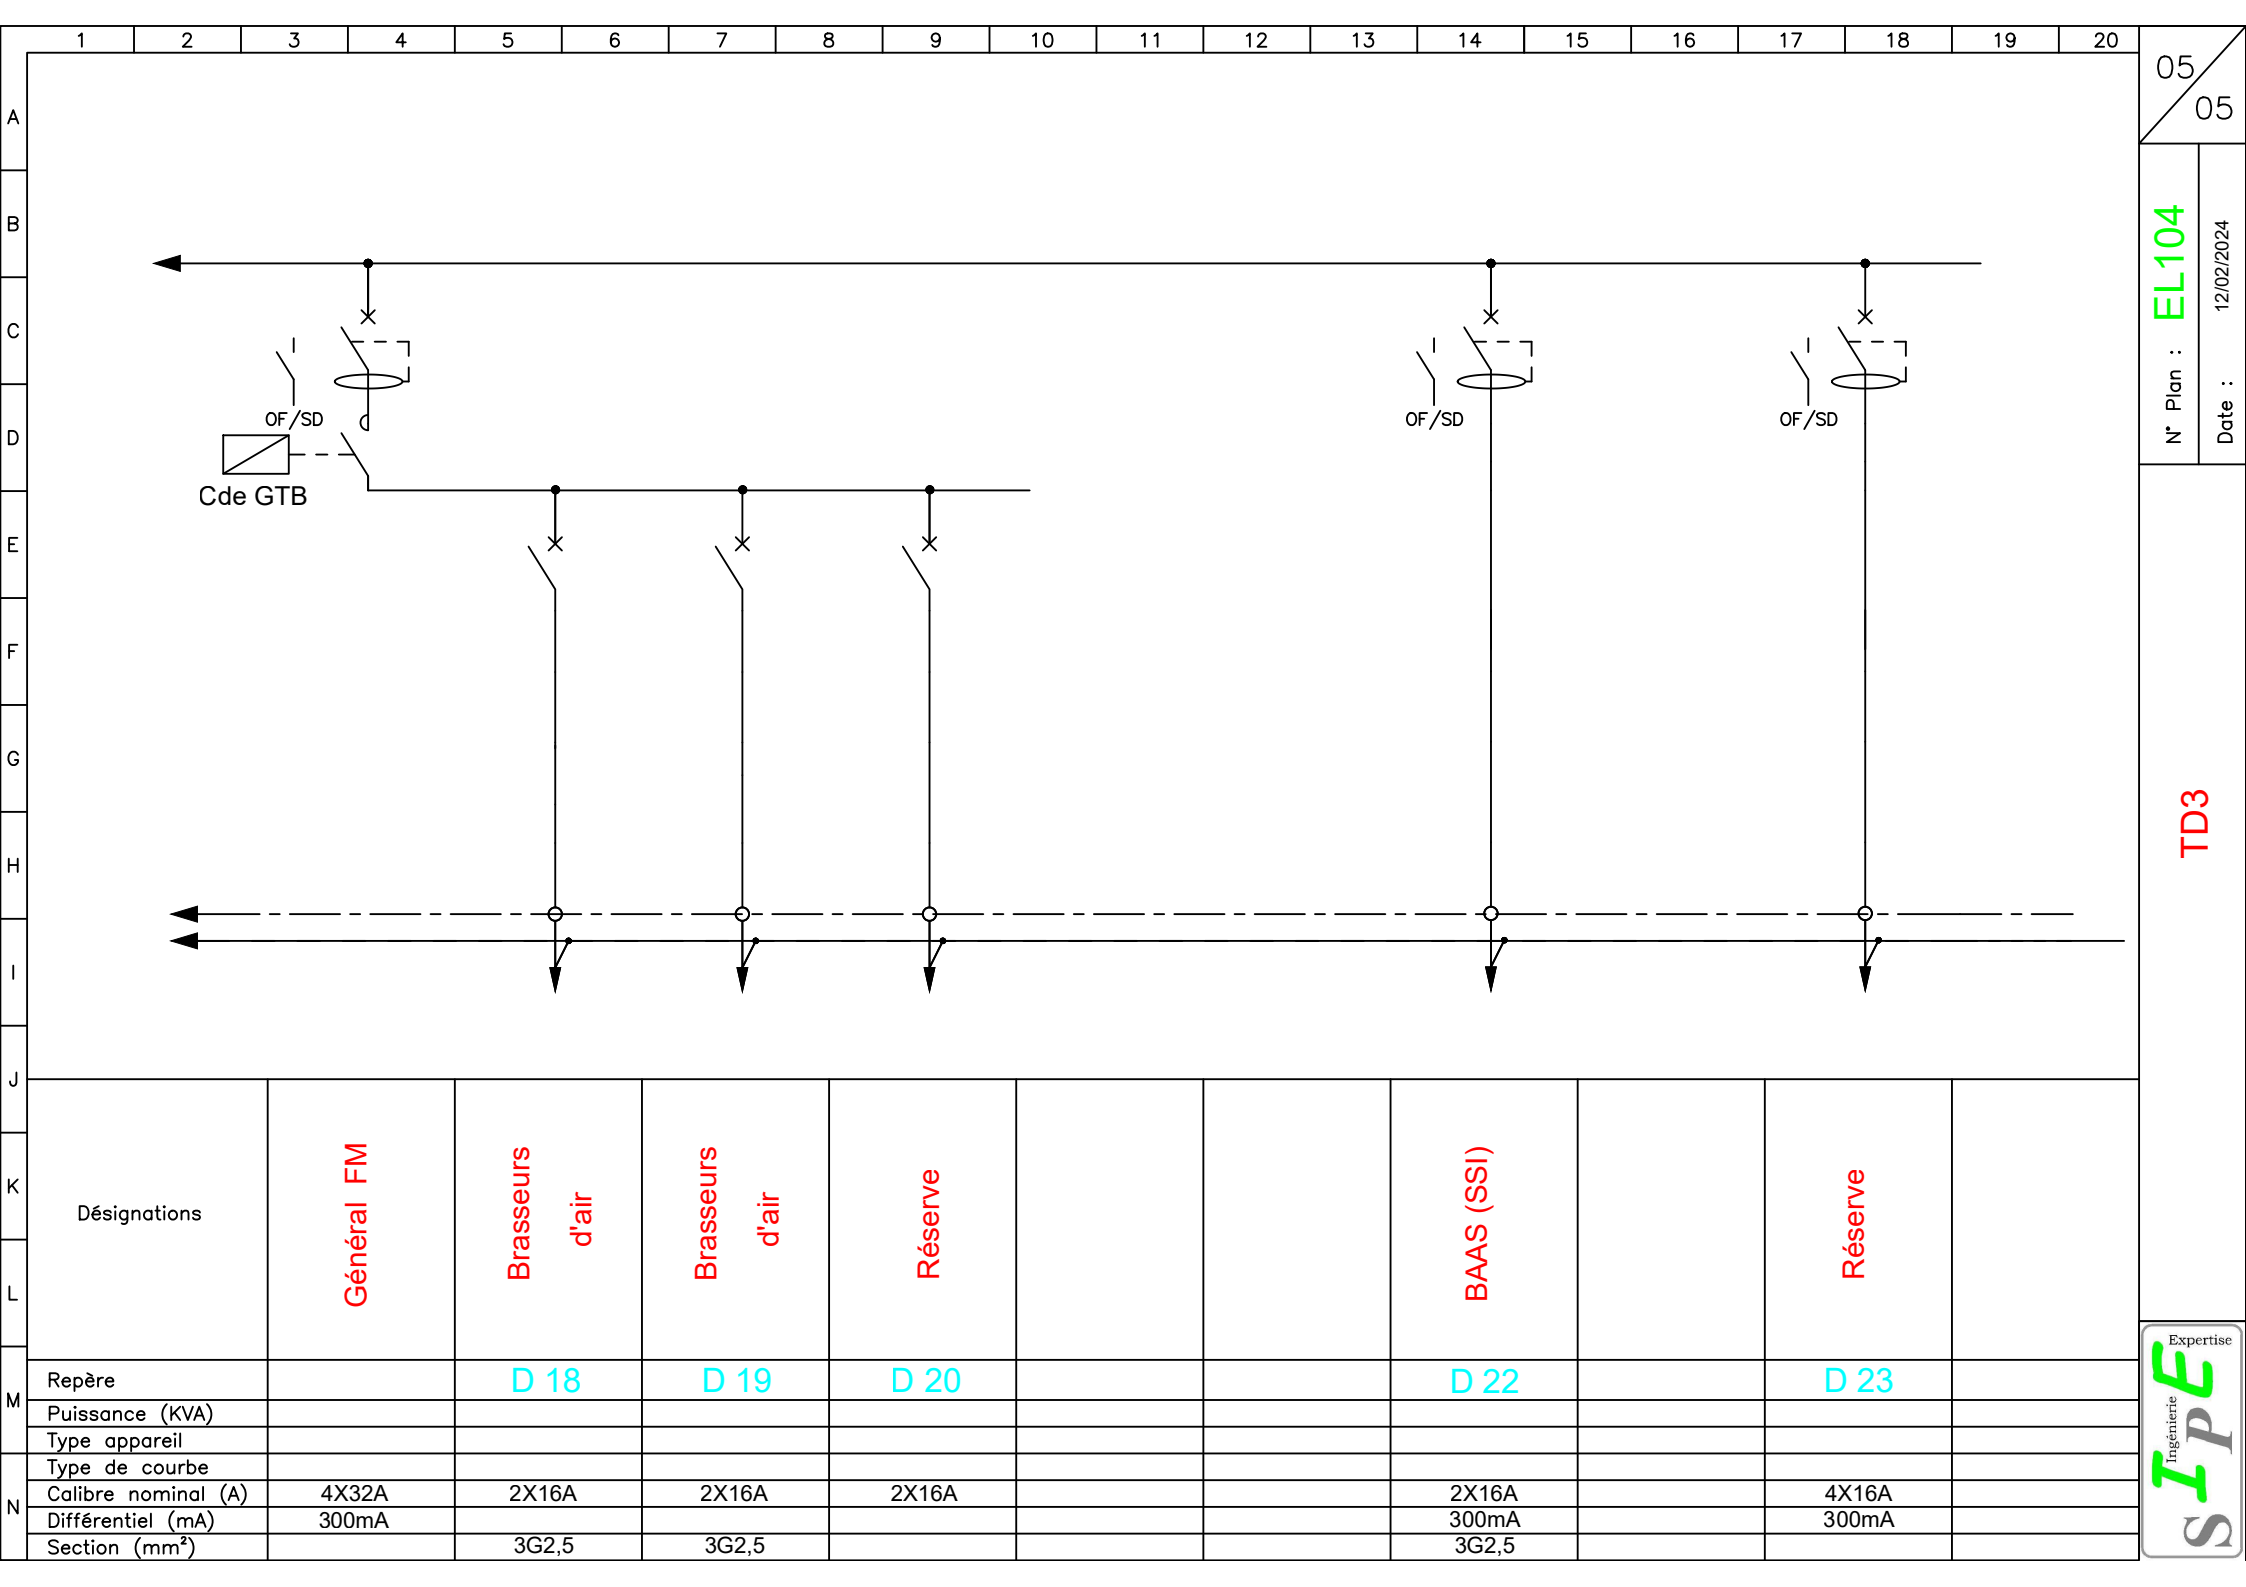 1 2 3 4 5 6 7 8 9 10 11 12 13 14 15 16 17 18 19 20
05
05
A
B
C
D
E
F
G
H
I
J
K
L
M
N
N° Plan : EL104
Date : 12/02/2024
TD3
OF/SD
Cde GTB
OF/SD
OF/SD
Désignations
Général FM
Brasseurs
d'air
Brasseurs
d'air
Réserve
BAAS (SSI)
Réserve
Repère D 18 D 19 D 20 D 22 D 23
Puissance (KVA)
Type appareil
Type de courbe
Calibre nominal (A) 4X32A 2X16A 2X16A 2X16A 2X16A 4X16A
Différentiel (mA) 300mA 300mA 300mA
Section (mm²) 3G2,5 3G2,5 3G2,5
S Ingénierie P Expertise